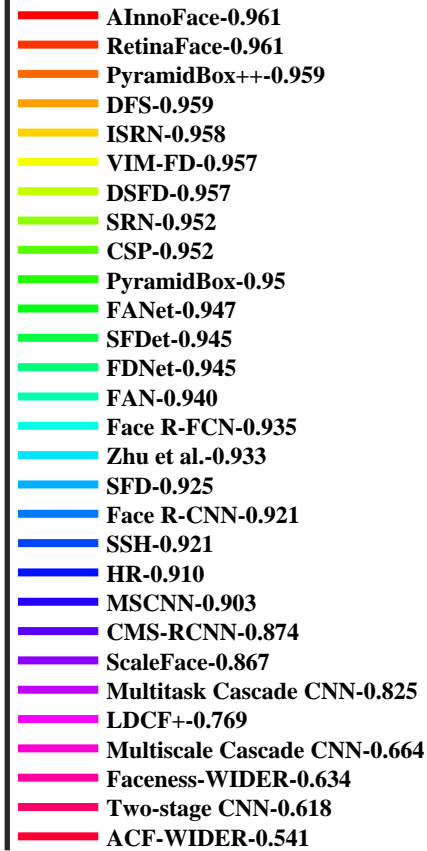 AInnoFace-0.961
RetinaFace-0.961
PyramidBox++-0.959
DFS-0.959
ISRN-0.958
VIM-FD-0.957
DSFD-0.957
SRN-0.952
CSP-0.952
PyramidBox-0.95
FANet-0.947
SFDet-0.945
FDNet-0.945
FAN-0.940
Face R-FCN-0.935
Zhu et al.-0.933
SFD-0.925
Face R-CNN-0.921
SSH-0.921
HR-0.910
MSCNN-0.903
CMS-RCNN-0.874
ScaleFace-0.867
Multitask Cascade CNN-0.825
LDCF+-0.769
Multiscale Cascade CNN-0.664
Faceness-WIDER-0.634
Two-stage CNN-0.618
ACF-WIDER-0.541